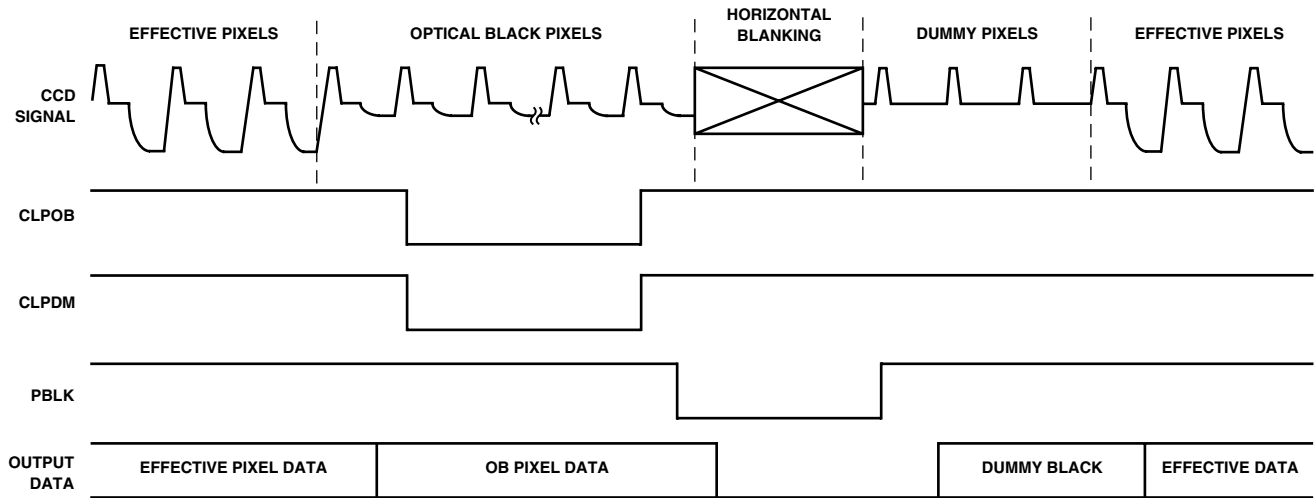 EFFECTIVE PIXELS
OPTICAL BLACK PIXELS
HORIZONTAL
BLANKING
DUMMY PIXELS
EFFECTIVE PIXELS
CCD
SIGNAL
CLPOB
CLPDM
PBLK
OUTPUT
DATA
EFFECTIVE PIXEL DATA
OB PIXEL DATA
DUMMY BLACK
EFFECTIVE DATA